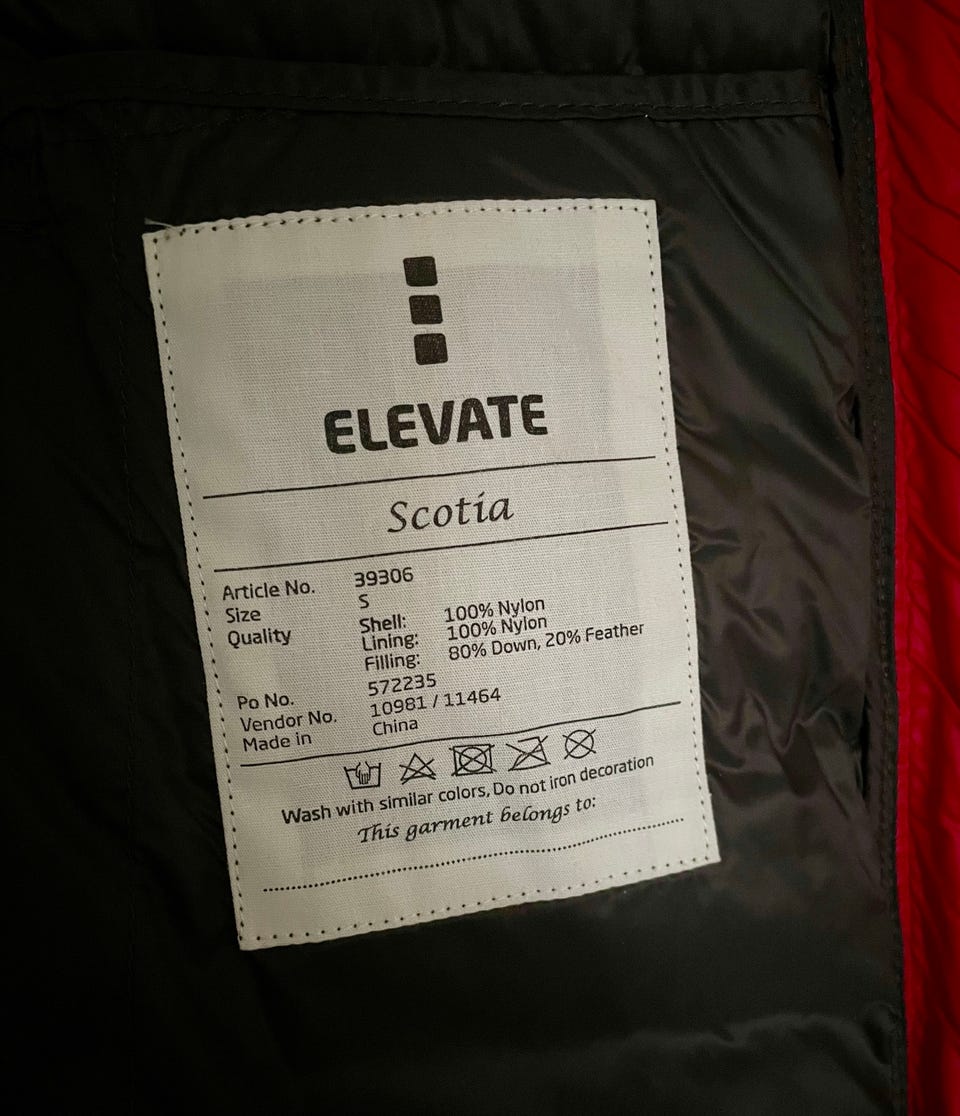 ELEVATE
Scotia
Article No. 39306
Size S
Quality Shell: 100% Nylon
Lining: 100% Nylon
Filling: 80% Down, 20% Feather
Po No. 572235
Vendor No. 10981 / 11464
Made in China
Wash with similar colors, Do not iron decoration
This garment belongs to: